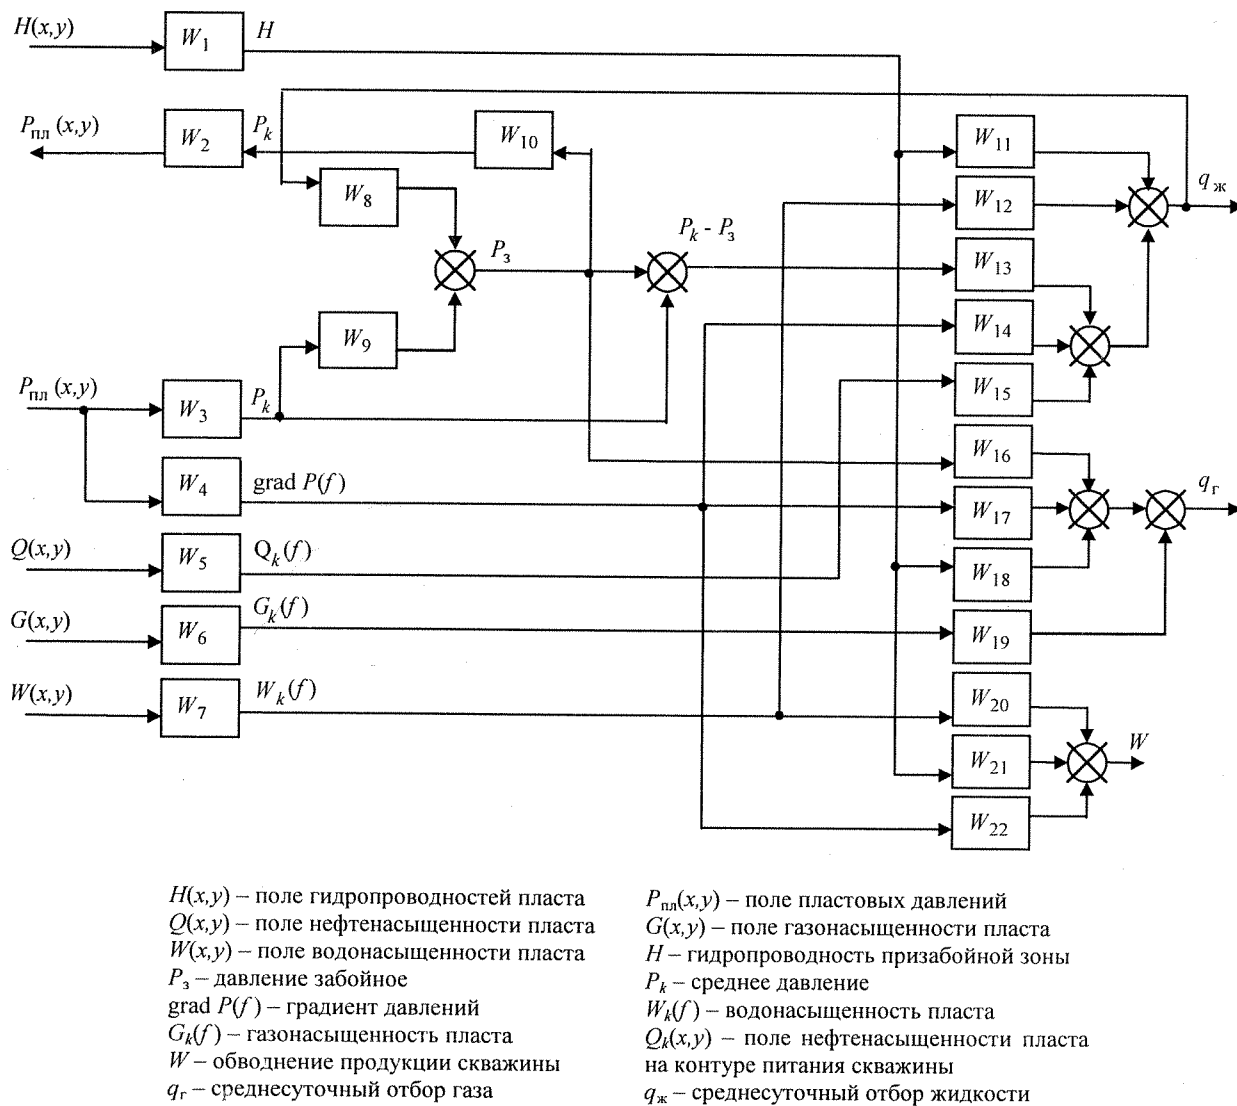 H(x,y)
W1
H
Pпл (x,y)
W2
Pk
W10
W11
qж
W8
W12
Pk - Pз
Pз
W13
W14
W9
Pпл (x,y)
W3
Pk
W15
W16
W4
grad P(f)
qг
W17
Q(x,y)
W5
Qk(f)
W18
G(x,y)
W6
Gk(f)
W19
W(x,y)
W7
Wk(f)
W20
W
W21
W22
H(x,y) – поле гидропроводностей пласта
Q(x,y) – поле нефтенасыщенности пласта
W(x,y) – поле водонасыщенности пласта
Pз – давление забойное
grad P(f) – градиент давлений
Gk(f) – газонасыщенность пласта
W – обводнение продукции скважины
qг – среднесуточный отбор газа
Pпл(x,y) – поле пластовых давлений
G(x,y) – поле газонасыщенности пласта
H – гидропроводность призабойной зоны
Pk – среднее давление
Wk(f) – водонасыщенность пласта
Qk(x,y) – поле нефтенасыщенности пласта
на контуре питания скважины
qж – среднесуточный отбор жидкости